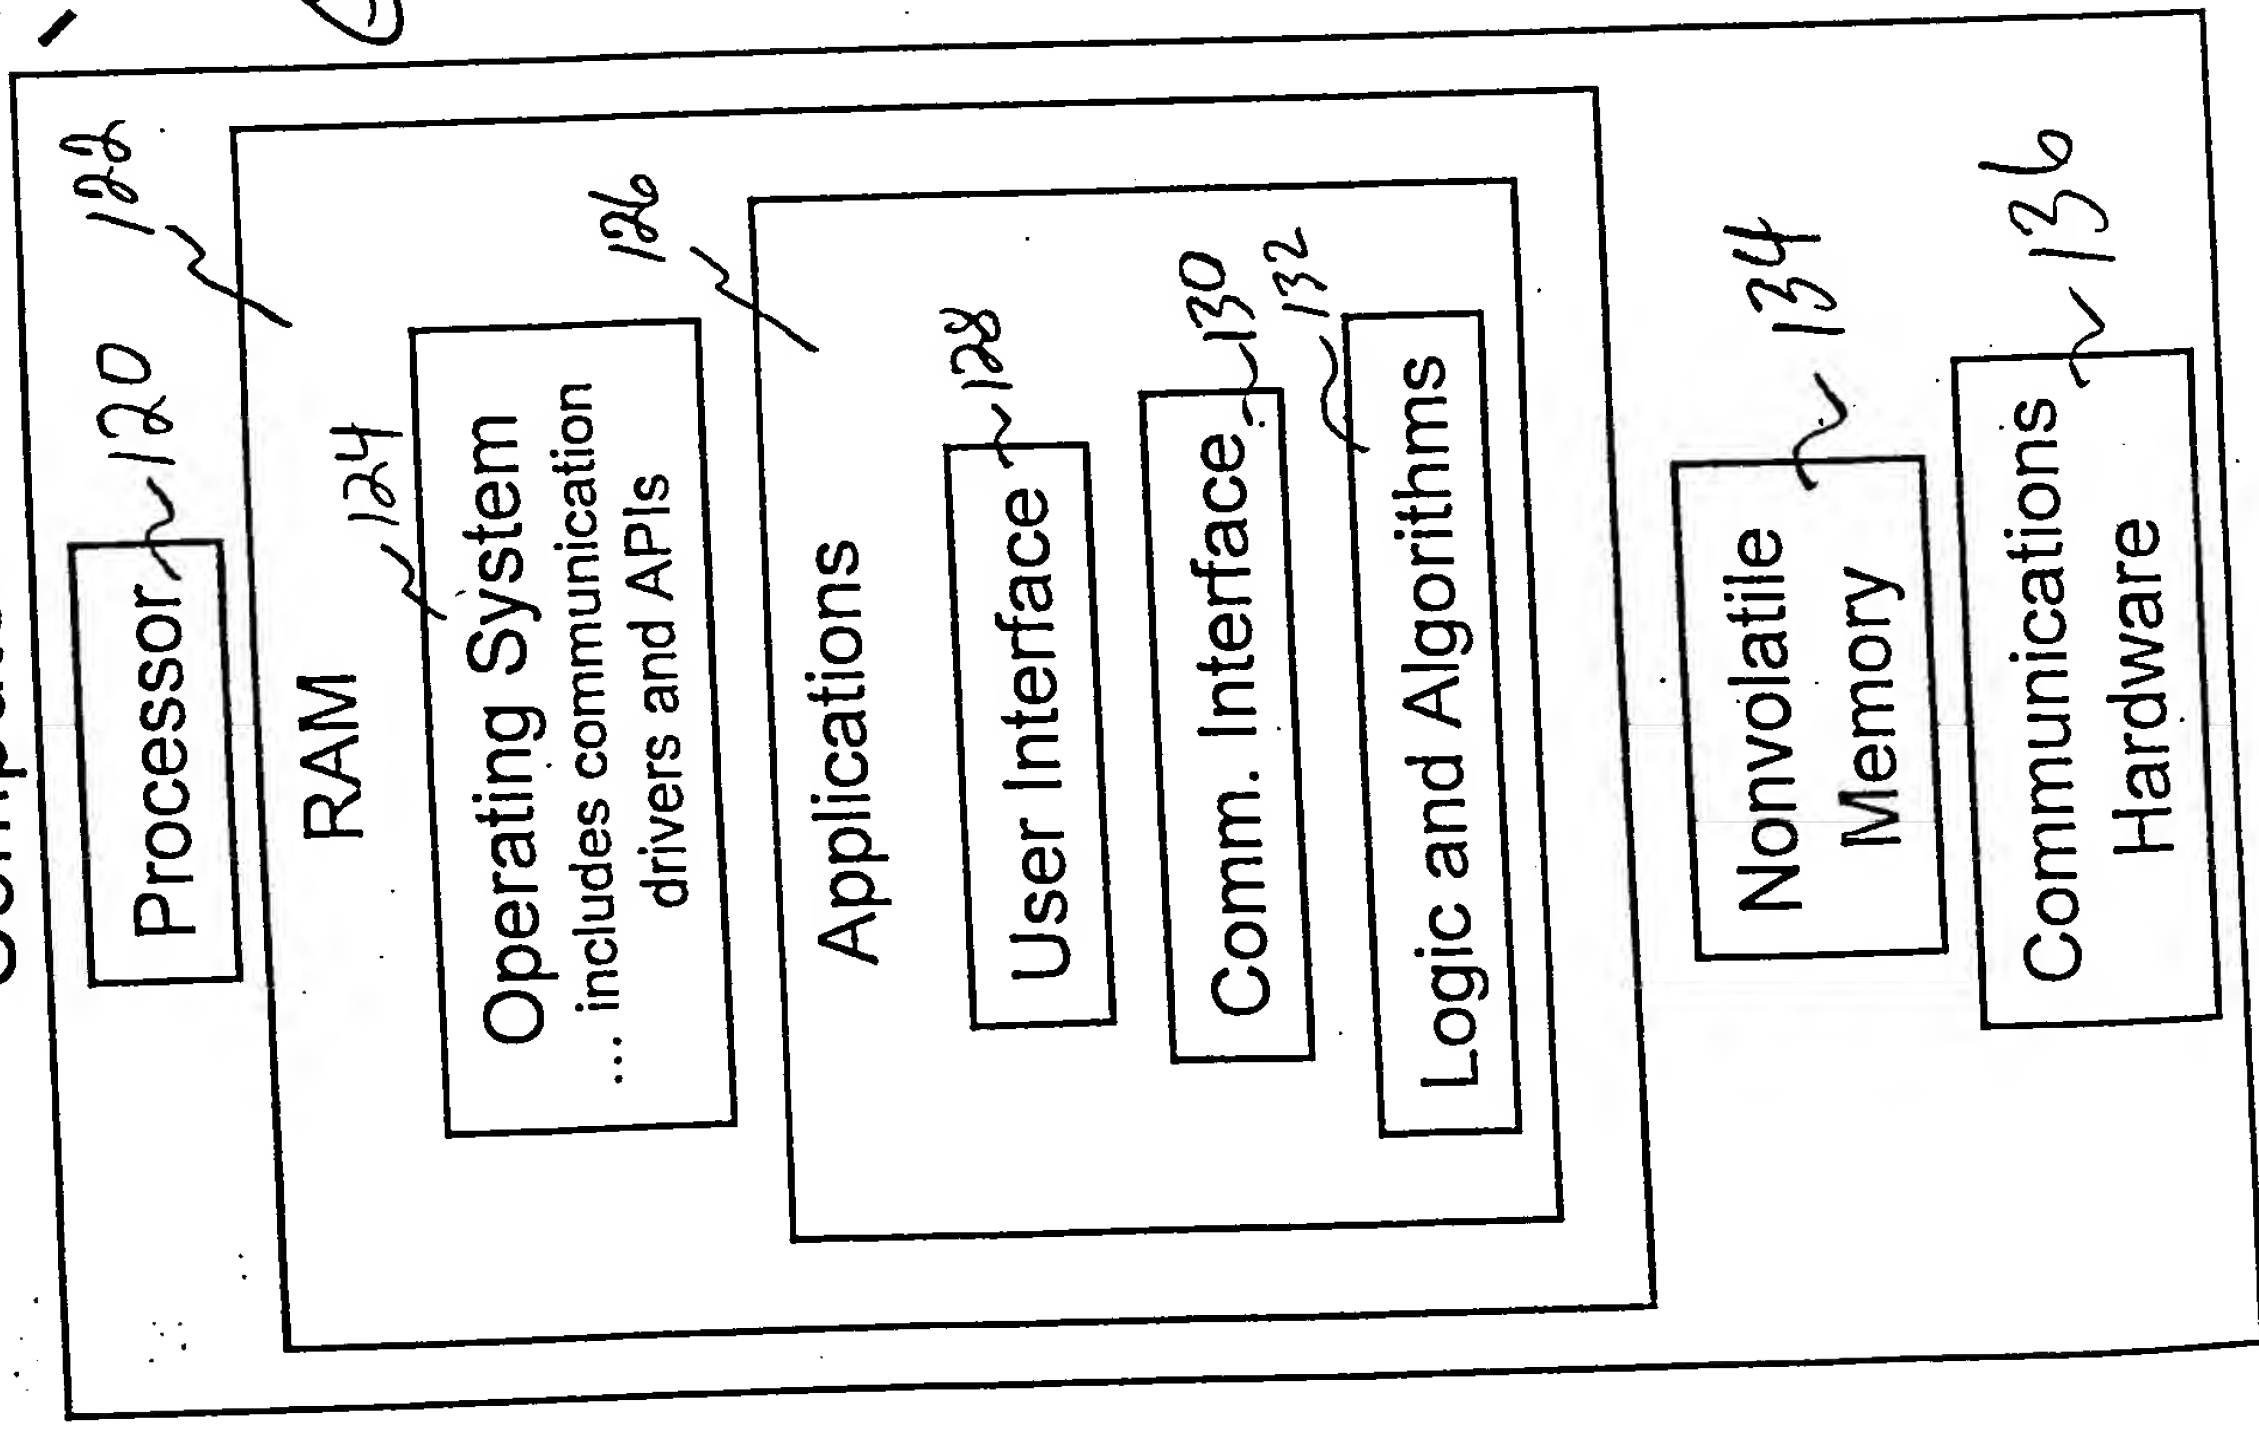 122
Processor 120
RAM
124
Operating System
... includes communication
drivers and APIs
126
Applications
User Interface 128
Comm. Interface 130
132
Logic and Algorithms
Nonvolatile
Memory
134
Communications
Hardware
136